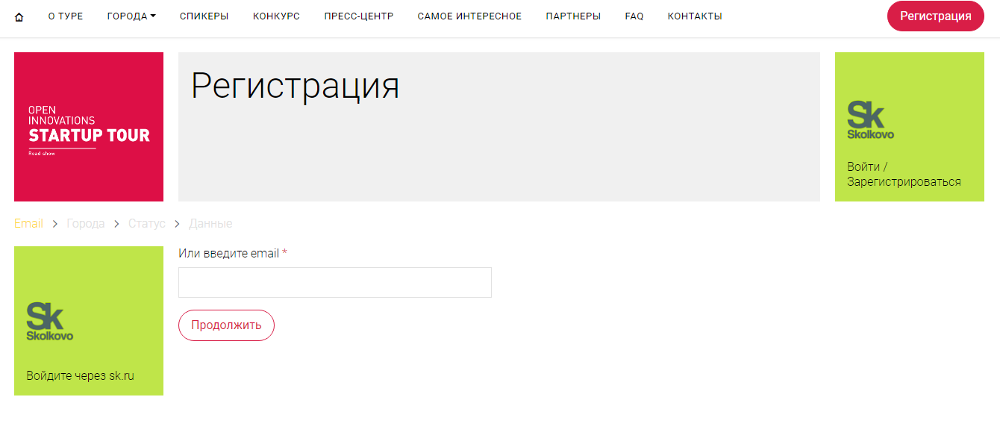 О ТУРЕ ГОРОДА СПИКЕРЫ КОНКУРС ПРЕСС-ЦЕНТР САМОЕ ИНТЕРЕСНОЕ ПАРТНЕРЫ FAQ КОНТАКТЫ Регистрация
OPEN
INNOVATIONS
STARTUP TOUR
Road show
Регистрация
Sk
Skolkovo
Войти /
Зарегистрироваться
Email > Города > Статус > Данные
Sk
Skolkovo
Войдите через sk.ru
Или введите email *
Продолжить